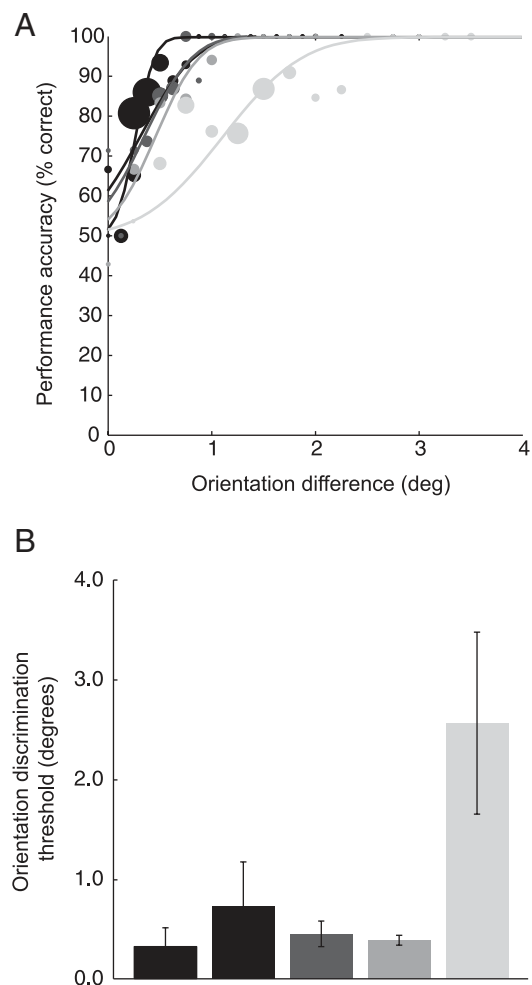 A
100
90
80
70
60
50
40
30
20
10
0
Performance accuracy (% correct)
0 1 2 3 4
Orientation difference (deg)
B
4.0
3.0
2.0
1.0
0.0
Orientation discrimination
threshold (degrees)